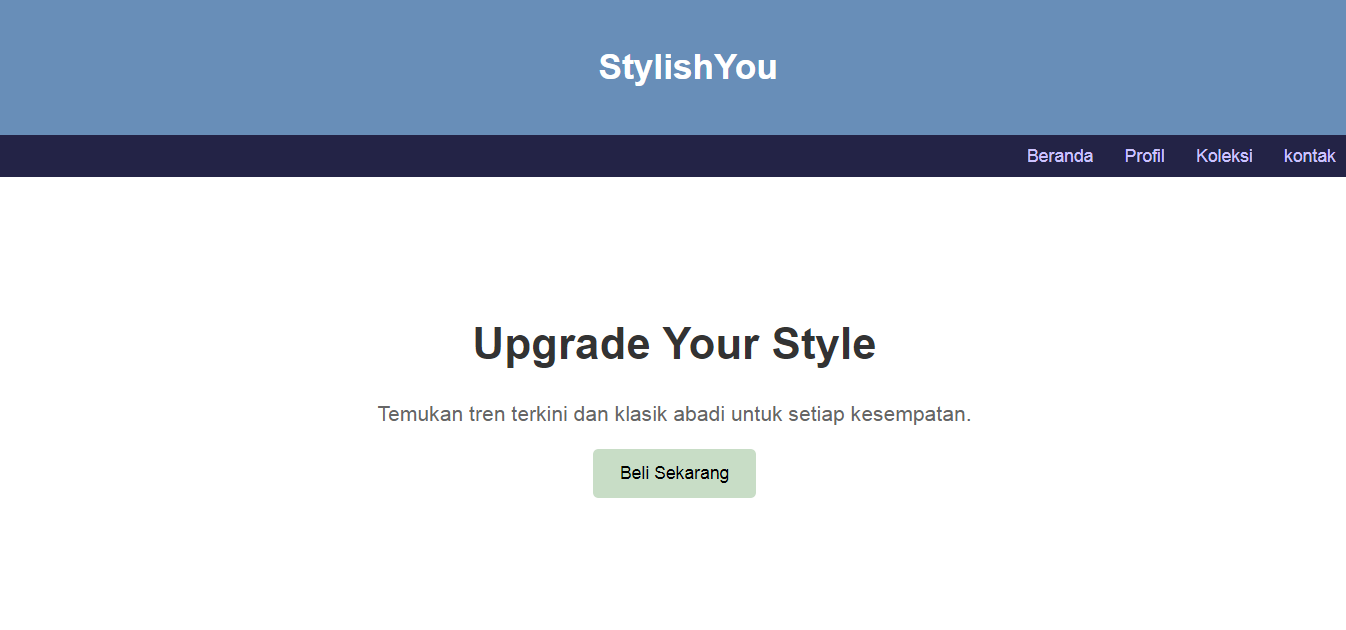 StylishYou
Beranda Profil Koleksi kontak
Upgrade Your Style
Temukan tren terkini dan klasik abadi untuk setiap kesempatan.
Beli Sekarang